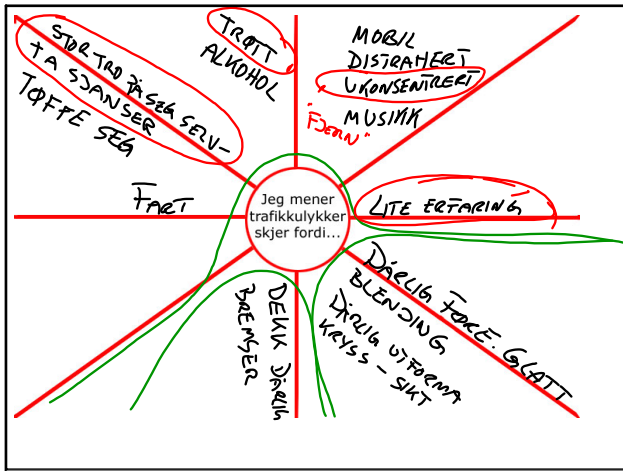 STOR TRO PÅ SEG SELV -
TA SJANSER
TØFFE SEG
TRØTT
ALKOHOL
MOBIL
DISTRAHERT
UKONSENTRERT
MUSIKK
"FJERN"
FART
Jeg mener
trafikkulykker
skjer fordi...
LITE ERFARING
DÅRLIG FØRE. GLATT
BLENDING
DÅRLIG UTFORMA
KRYSS - SIKT
DEKK DÅRLIG
BREMSER